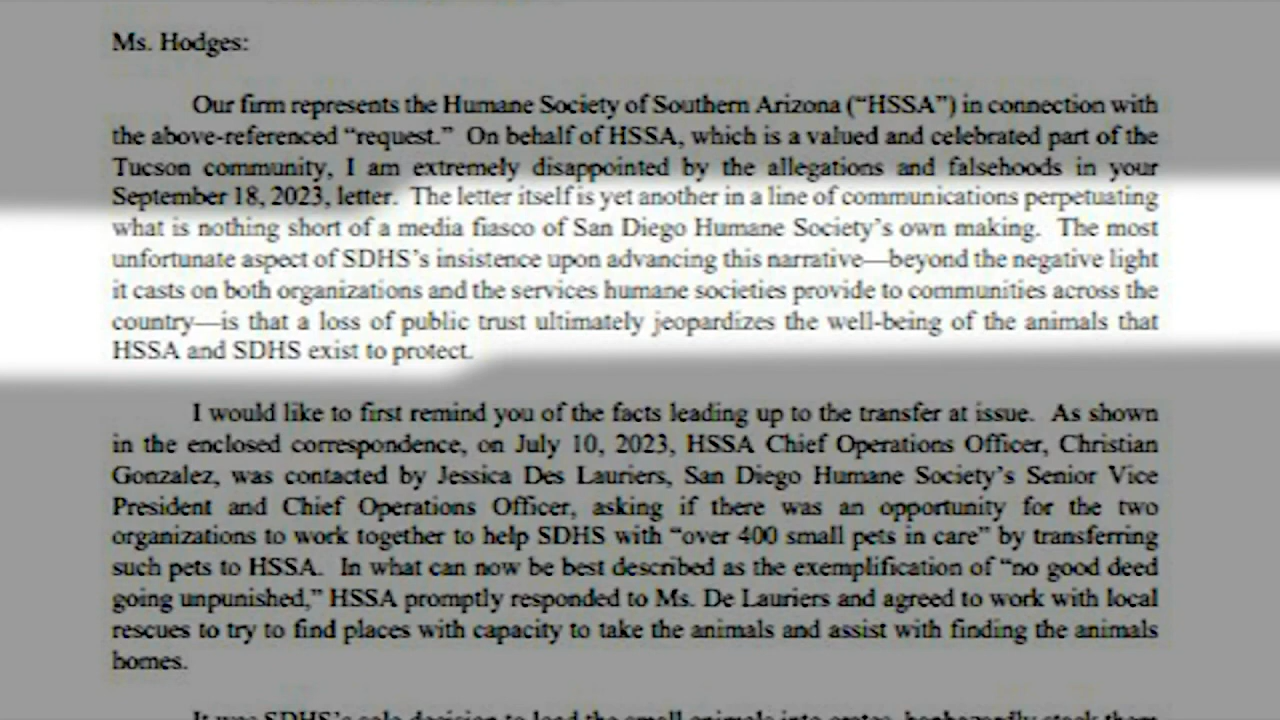 Ms. Hodges:
Our firm represents the Humane Society of Southern Arizona (“HSSA”) in connection with
the above-referenced “request.” On behalf of HSSA, which is a valued and celebrated part of the
Tucson community, I am extremely disappointed by the allegations and falsehoods in your
September 18, 2023, letter. The letter itself is yet another in a line of communications perpetuating
what is nothing short of a media fiasco of San Diego Humane Society’s own making. The most
unfortunate aspect of SDHS’s insistence upon advancing this narrative—beyond the negative light
it casts on both organizations and the services humane societies provide to communities across the
country—is that a loss of public trust ultimately jeopardizes the well-being of the animals that
HSSA and SDHS exist to protect.
I would like to first remind you of the facts leading up to the transfer at issue. As shown
in the enclosed correspondence, on July 10, 2023, HSSA Chief Operations Officer, Christian
Gonzalez, was contacted by Jessica Des Lauriers, San Diego Humane Society’s Senior Vice
President and Chief Operations Officer, asking if there was an opportunity for the two
organizations to work together to help SDHS with “over 400 small pets in care” by transferring
such pets to HSSA. In what can now be best described as the exemplification of “no good deed
going unpunished,” HSSA promptly responded to Ms. De Lauriers and agreed to work with local
rescues to try to find places with capacity to take the animals and assist with finding the animals
homes.
It was SDHS’s sole decision to load the small animals into crates, haphazardly stack them